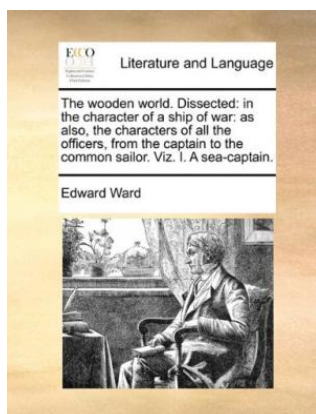 ECCO
Literature and Language
The wooden world. Dissected: in
the character of a ship of war: as
also, the characters of all the
officers, from the captain to the
common sailor. Viz. I. A sea-captain.
Edward Ward